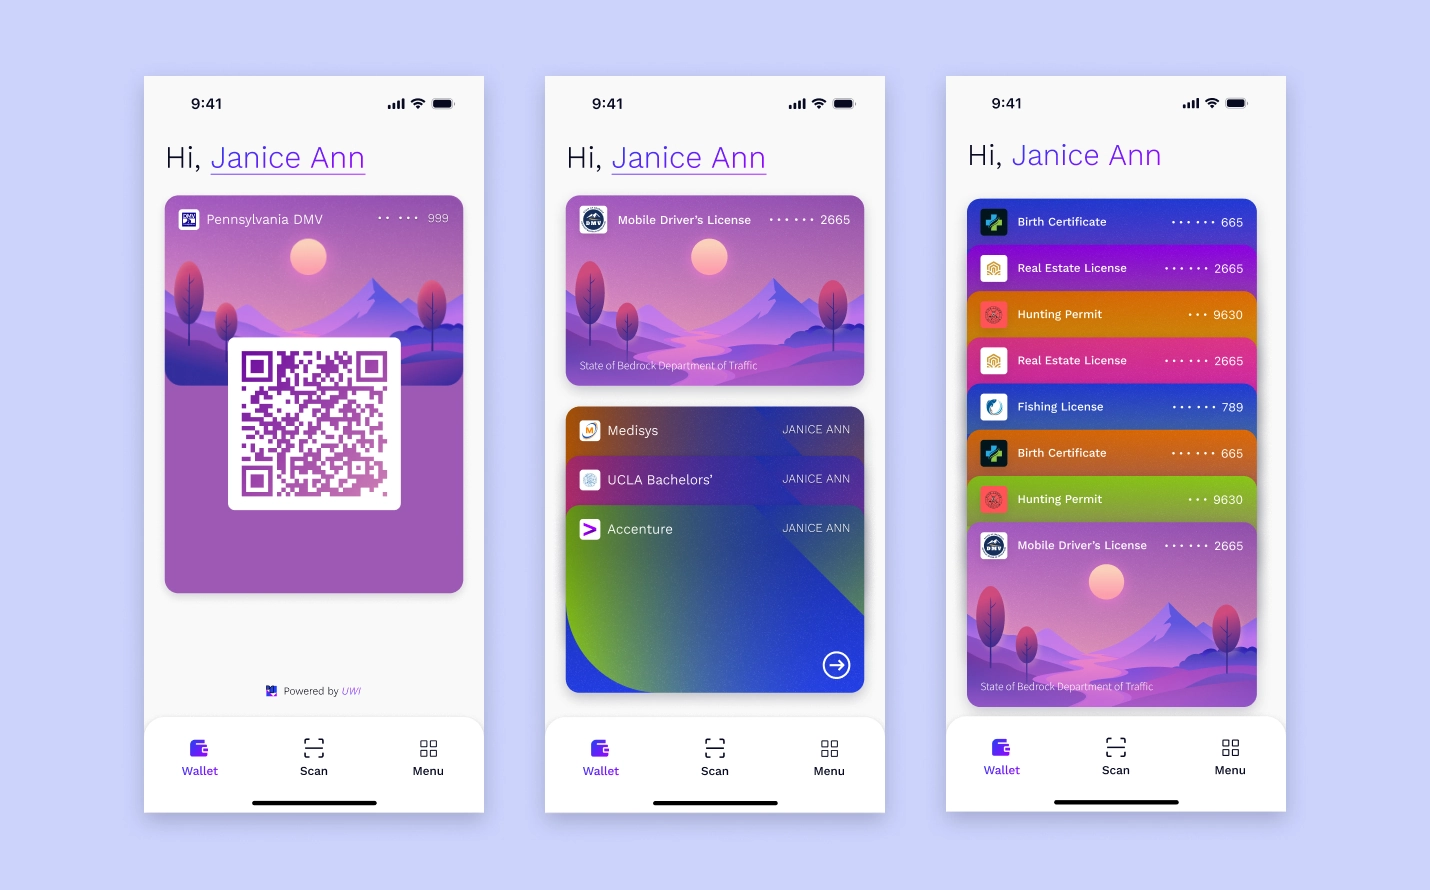 9:41
Hi, Janice Ann
DMV Pennsylvania DMV •• ••• 999
Powered by UWI
Wallet Scan Menu
9:41
Hi, Janice Ann
DMV Mobile Driver's License •••••• 2665
State of Bedrock Department of Traffic
M Medisys JANICE ANN
UCLA Bachelors’ JANICE ANN
Accenture JANICE ANN
Wallet Scan Menu
9:41
Hi, Janice Ann
Birth Certificate •••••• 665
Real Estate License •••••• 2665
Hunting Permit ••• 9630
Real Estate License •••••• 2665
Fishing License •••••• 789
Birth Certificate •••••• 665
Hunting Permit ••• 9630
DMV Mobile Driver's License •••••• 2665
State of Bedrock Department of Traffic
Wallet Scan Menu